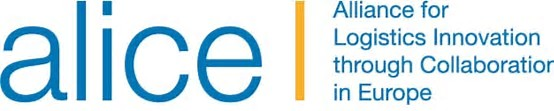 alice
Alliance for
Logistics Innovation
through Collaboration
in Europe